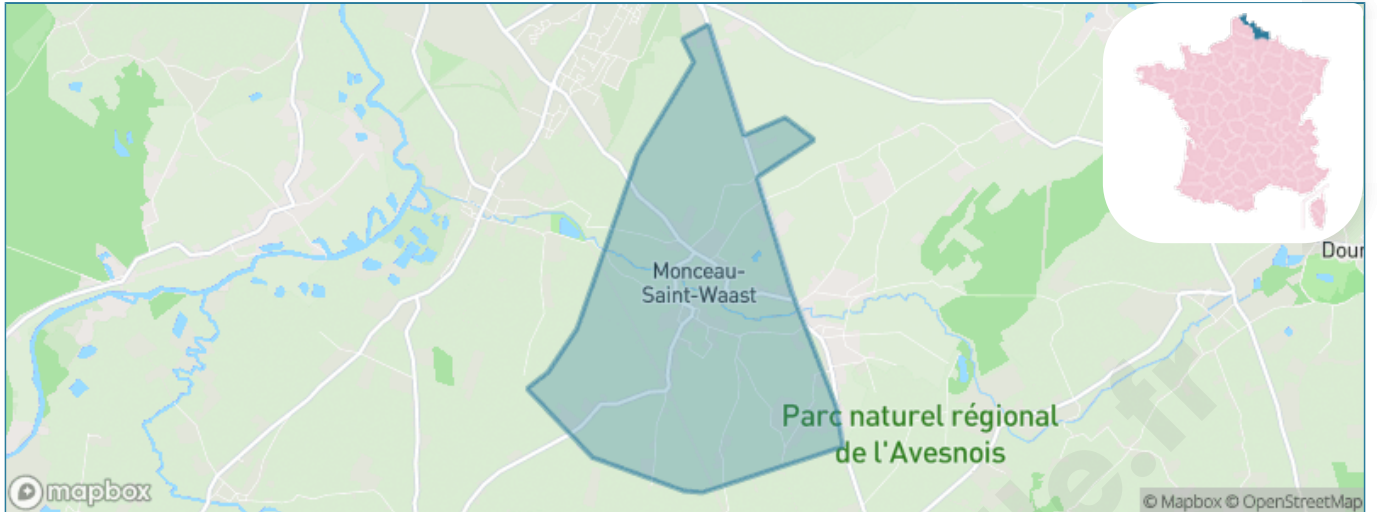 Monceau-
Saint-Waast
Dour
Parc naturel régional
de l'Avesnois
mapbox
© Mapbox © OpenStreetMap